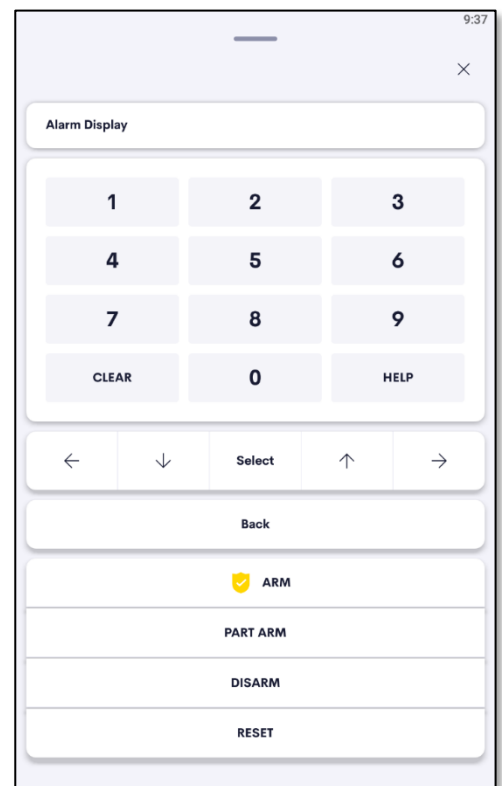 9:37
Alarm Display
1 2 3
4 5 6
7 8 9
CLEAR 0 HELP
Select
Back
ARM
PART ARM
DISARM
RESET